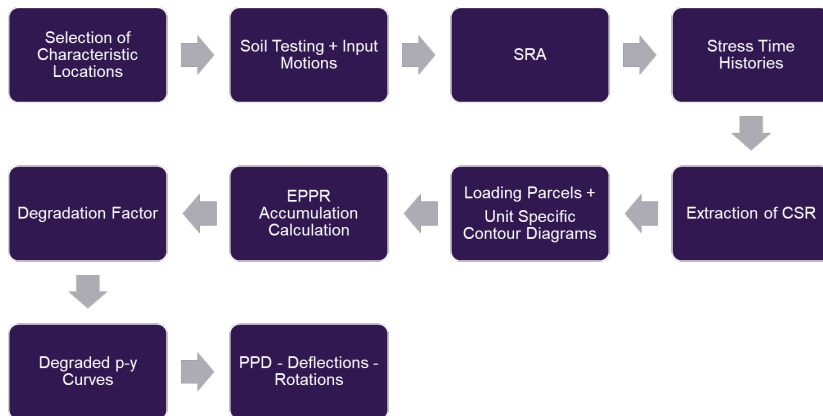 Selection of
Characteristic
Locations
Soil Testing + Input
Motions
SRA
Stress Time
Histories
Extraction of CSR
Loading Parcels +
Unit Specific
Contour Diagrams
EPPR
Accumulation
Calculation
Degradation Factor
Degraded p-y
Curves
PPD - Deflections -
Rotations